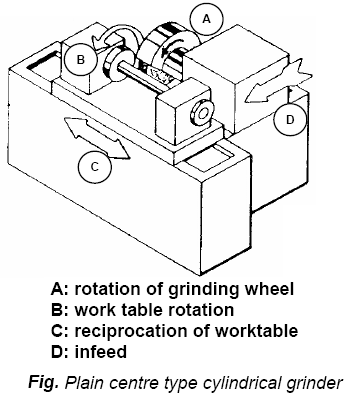 A
B
D
C
A: rotation of grinding wheel
B: work table rotation
C: reciprocation of worktable
D: infeed
Fig. Plain centre type cylindrical grinder